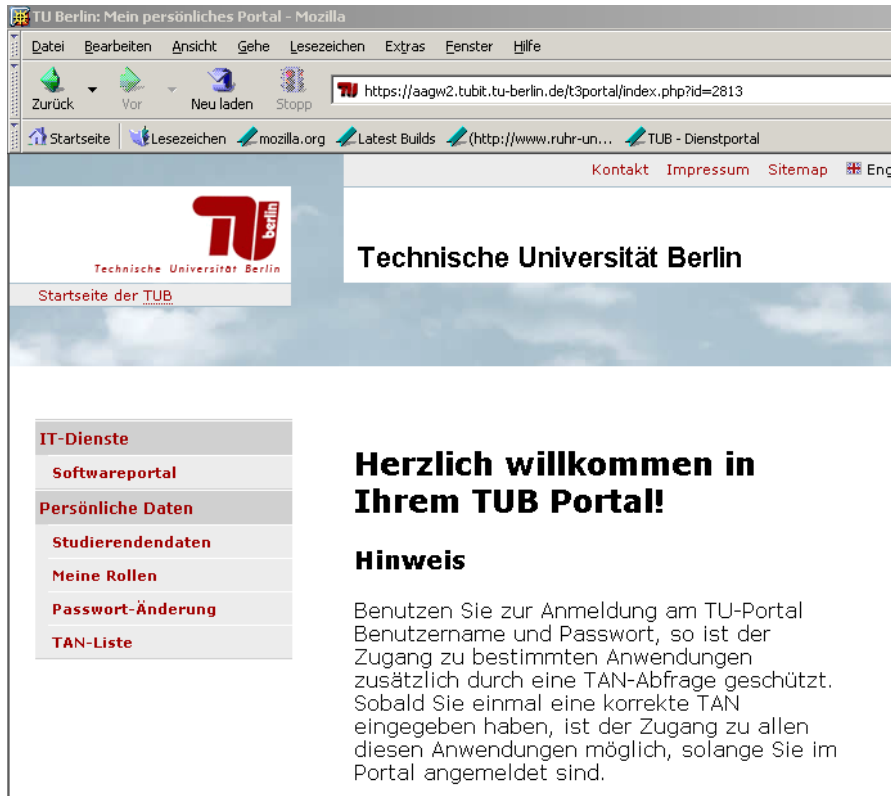 TU Berlin: Mein persönliches Portal - Mozilla
Datei Bearbeiten Ansicht Gehe Lesezeichen Extras Fenster Hilfe
Zurück Vor Neu laden Stopp
TU https://aagw2.tubit.tu-berlin.de/t3portal/index.php?id=2813
Startseite Lesezeichen mozilla.org Latest Builds (http://www.ruhr-un... TUB - Dienstportal
Kontakt Impressum Sitemap Eng
TU berlin
Technische Universität Berlin
Technische Universität Berlin
Startseite der TUB
IT-Dienste
Softwareportal
Persönliche Daten
Studierendendaten
Meine Rollen
Passwort-Änderung
TAN-Liste
Herzlich willkommen in
Ihrem TUB Portal!
Hinweis
Benutzen Sie zur Anmeldung am TU-Portal
Benutzername und Passwort, so ist der
Zugang zu bestimmten Anwendungen
zusätzlich durch eine TAN-Abfrage geschützt.
Sobald Sie einmal eine korrekte TAN
eingegeben haben, ist der Zugang zu allen
diesen Anwendungen möglich, solange Sie im
Portal angemeldet sind.